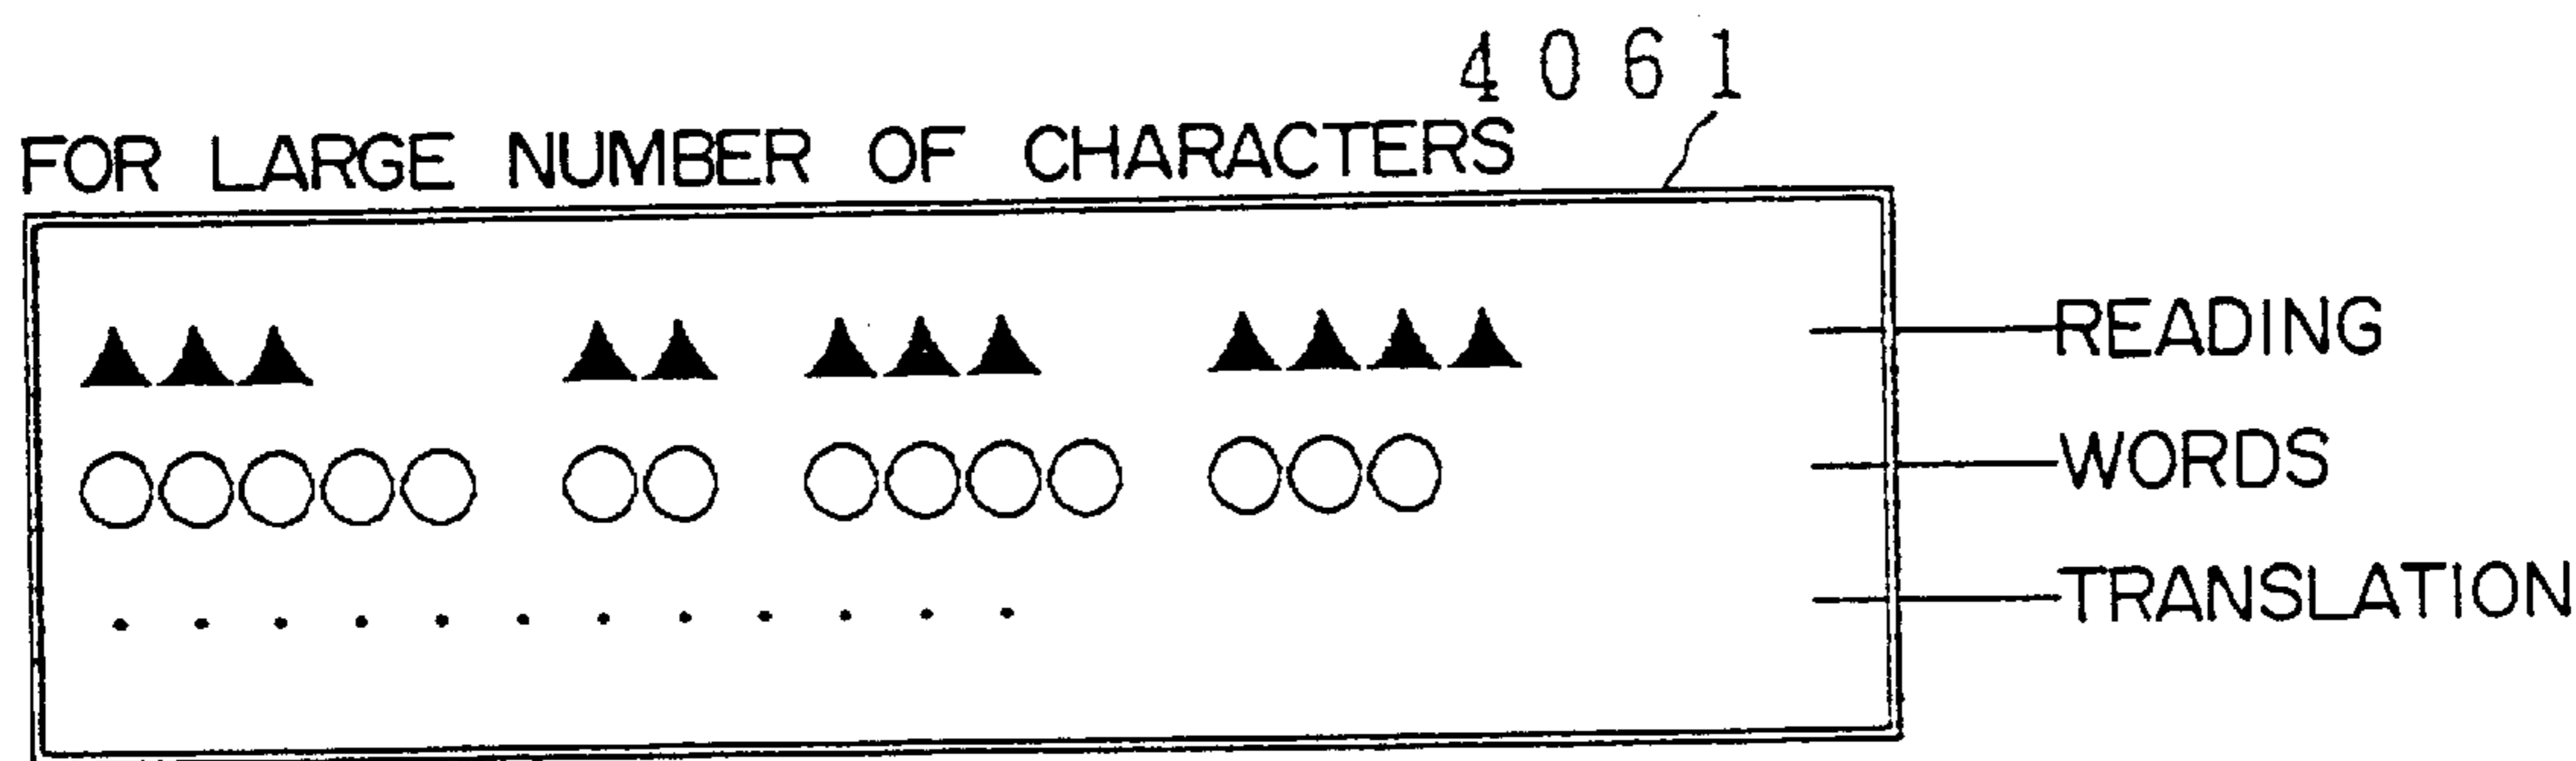 4061
FOR LARGE NUMBER OF CHARACTERS
▲▲▲ ▲▲ ▲▲▲ ▲▲▲▲ READING
○○○○○ ○○ ○○○○ ○○○ WORDS
· · · · · · · · · · · · TRANSLATION